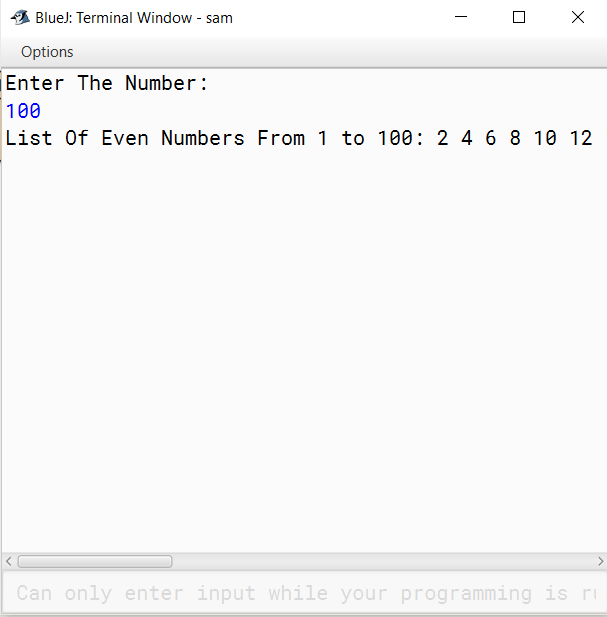 BlueJ: Terminal Window - sam
Options
Enter The Number:
100
List Of Even Numbers From 1 to 100: 2 4 6 8 10 12
Can only enter input while your programming is